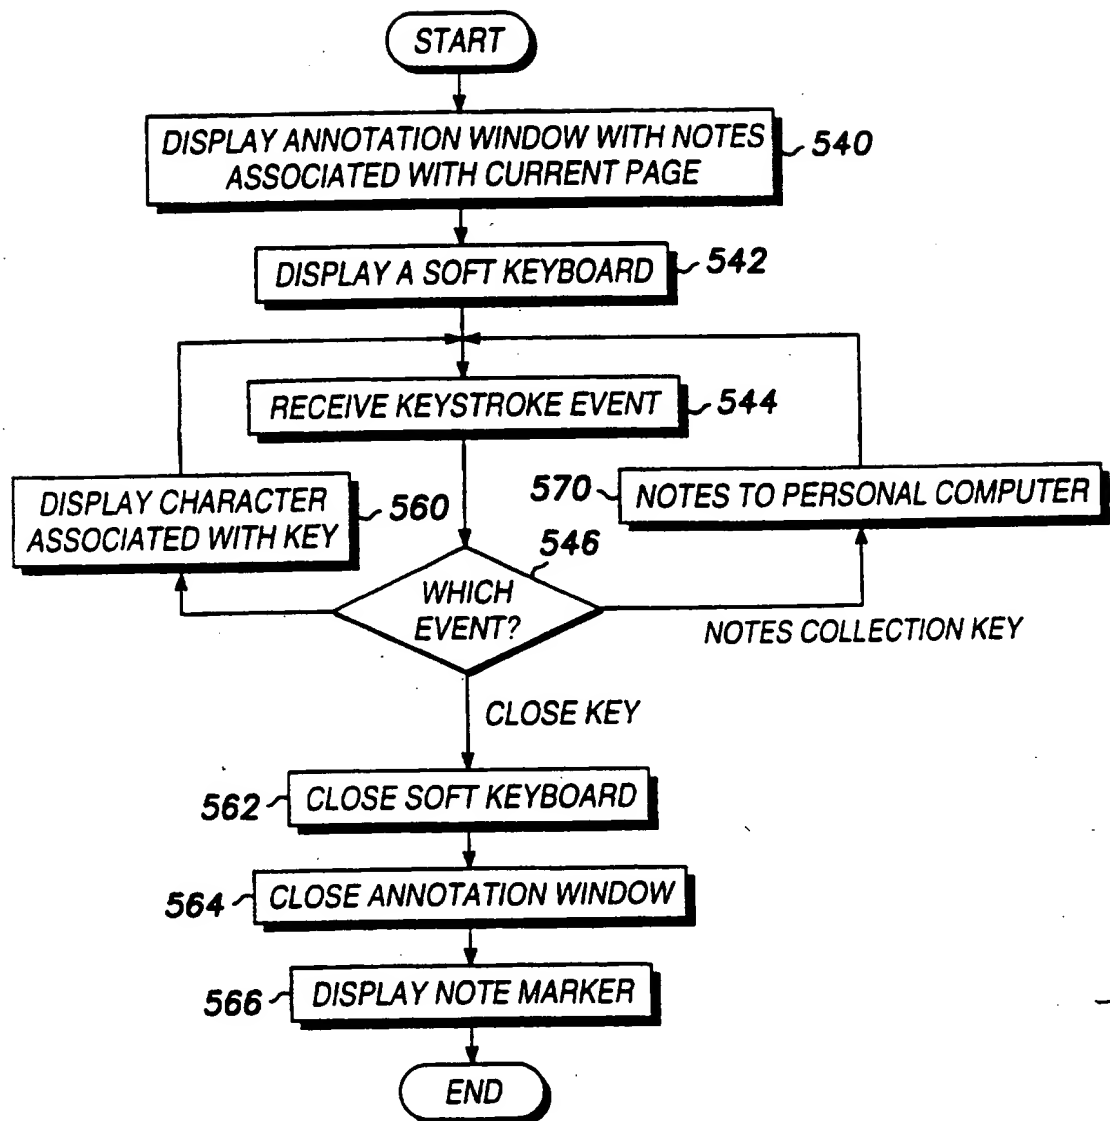 START
DISPLAY ANNOTATION WINDOW WITH NOTES
ASSOCIATED WITH CURRENT PAGE
540
DISPLAY A SOFT KEYBOARD
542
RECEIVE KEYSTROKE EVENT
544
DISPLAY CHARACTER
ASSOCIATED WITH KEY
560
570
NOTES TO PERSONAL COMPUTER
546
WHICH
EVENT?
NOTES COLLECTION KEY
CLOSE KEY
562
CLOSE SOFT KEYBOARD
564
CLOSE ANNOTATION WINDOW
566
DISPLAY NOTE MARKER
END